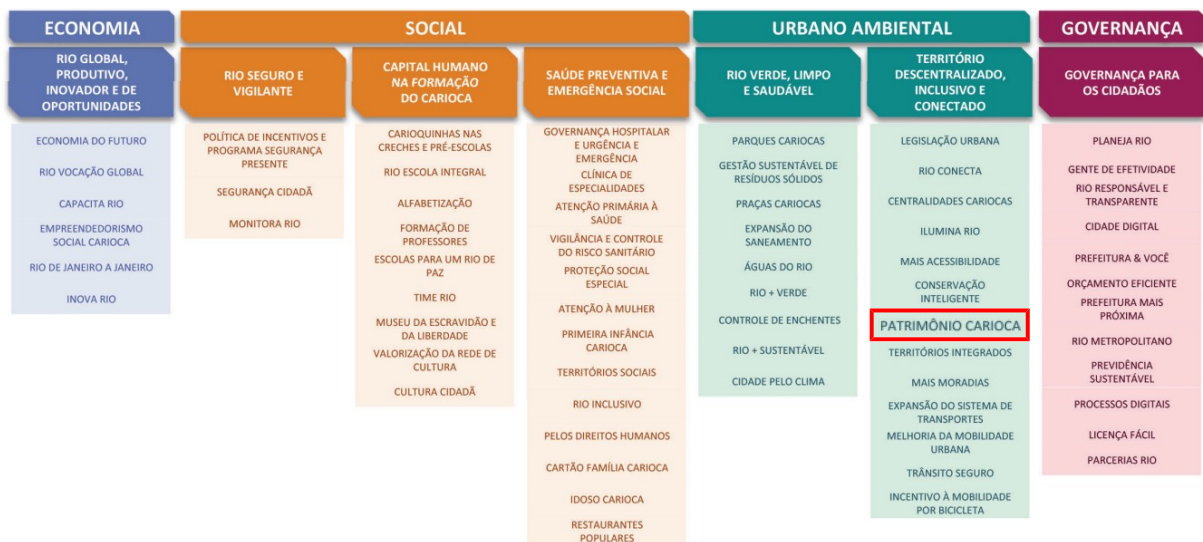 ECONOMIA
SOCIAL
URBANO AMBIENTAL
GOVERNANÇA
RIO GLOBAL,
PRODUTIVO,
INOVADOR E DE
OPORTUNIDADES
RIO SEGURO E
VIGILANTE
CAPITAL HUMANO
NA FORMAÇÃO
DO CARIOCA
SAÚDE PREVENTIVA E
EMERGÊNCIA SOCIAL
RIO VERDE, LIMPO
E SAUDÁVEL
TERRITÓRIO
DESCENTRALIZADO,
INCLUSIVO E
CONECTADO
GOVERNANÇA PARA
OS CIDADÃOS
ECONOMIA DO FUTURO
RIO VOCAÇÃO GLOBAL
CAPACITA RIO
EMPREENDEDORISMO
SOCIAL CARIOCA
RIO DE JANEIRO A JANEIRO
INOVA RIO
POLÍTICA DE INCENTIVOS E
PROGRAMA SEGURANÇA
PRESENTE
SEGURANÇA CIDADÃ
MONITORA RIO
CARIOQUINHAS NAS
CRECHES E PRÉ-ESCOLAS
RIO ESCOLA INTEGRAL
ALFABETIZAÇÃO
FORMAÇÃO DE
PROFESSORES
ESCOLAS PARA UM RIO DE
PAZ
TIME RIO
MUSEU DA ESCRAVIDÃO E
DA LIBERDADE
VALORIZAÇÃO DA REDE DE
CULTURA
CULTURA CIDADÃ
GOVERNANÇA HOSPITALAR
E URGÊNCIA E
EMERGÊNCIA
CLÍNICA DE
ESPECIALIDADES
ATENÇÃO PRIMÁRIA À
SAÚDE
VIGILÂNCIA E CONTROLE
DO RISCO SANITÁRIO
PROTEÇÃO SOCIAL
ESPECIAL
ATENÇÃO À MULHER
PRIMEIRA INFÂNCIA
CARIOCA
TERRITÓRIOS SOCIAIS
RIO INCLUSIVO
PELOS DIREITOS HUMANOS
CARTÃO FAMÍLIA CARIOCA
IDOSO CARIOCA
RESTAURANTES
POPULARES
PARQUES CARIOCAS
GESTÃO SUSTENTÁVEL DE
RESÍDUOS SÓLIDOS
PRAÇAS CARIOCAS
EXPANSÃO DO
SANEAMENTO
ÁGUAS DO RIO
RIO + VERDE
CONTROLE DE ENCHENTES
RIO + SUSTENTÁVEL
CIDADE PELO CLIMA
LEGISLAÇÃO URBANA
RIO CONECTA
CENTRALIDADES CARIOCAS
ILUMINA RIO
MAIS ACESSIBILIDADE
CONSERVAÇÃO
INTELIGENTE
PATRIMÔNIO CARIOCA
TERRITÓRIOS INTEGRADOS
MAIS MORADIAS
EXPANSÃO DO SISTEMA DE
TRANSPORTES
MELHORIA DA MOBILIDADE
URBANA
TRÂNSITO SEGURO
INCENTIVO À MOBILIDADE
POR BICICLETA
PLANEJA RIO
GENTE DE EFETIVIDADE
RIO RESPONSÁVEL E
TRANSPARENTE
CIDADE DIGITAL
PREFEITURA & VOCÊ
ORÇAMENTO EFICIENTE
PREFEITURA MAIS
PRÓXIMA
RIO METROPOLITANO
PREVIDÊNCIA
SUSTENTÁVEL
PROCESSOS DIGITAIS
LICENÇA FÁCIL
PARCERIAS RIO